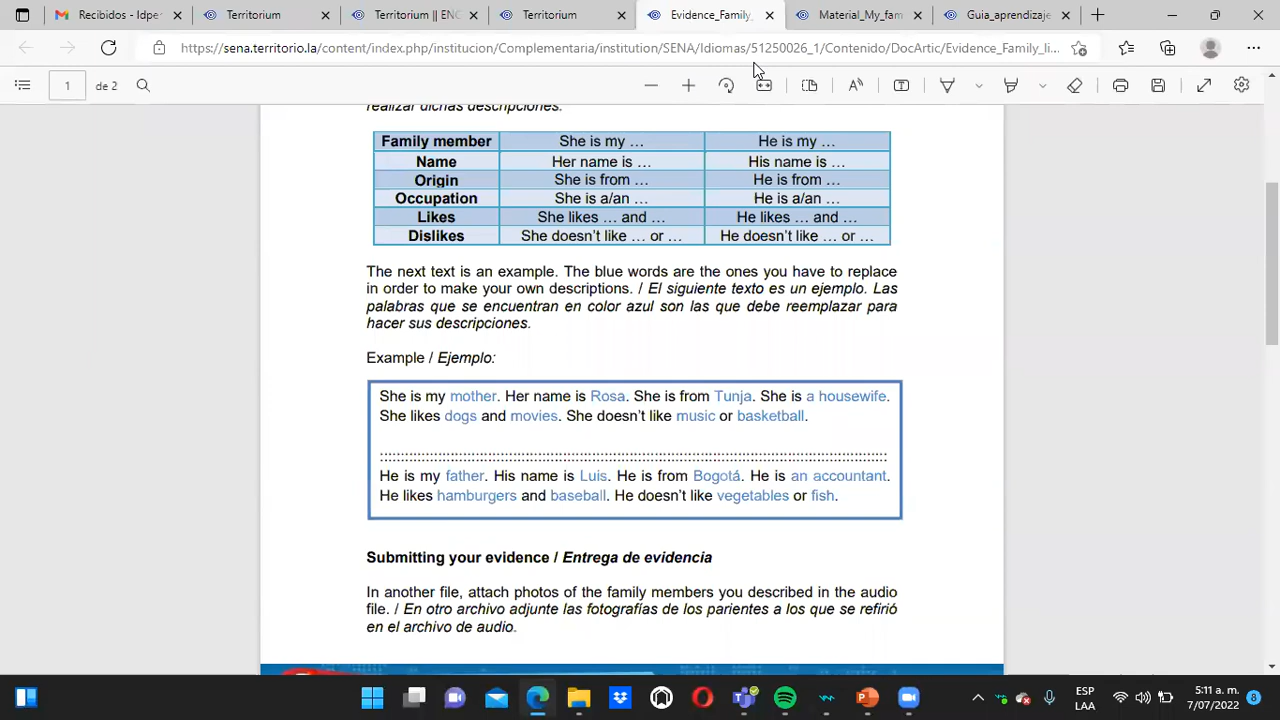 Recibidos - ldper
Territorium
Territorium || ENC
Territorium
Evidence_Family_
Material_My_fam
Guia_aprendizaje
https://sena.territorio.la/content/index.php/institucion/Complementaria/institution/SENA/Idiomas/51250026_1/Contenido/DocArtic/Evidence_Family_li...
1 de 2
realizar dichas descripciones.
Family member She is my … He is my …
Name Her name is … His name is …
Origin She is from … He is from …
Occupation She is a/an … He is a/an …
Likes She likes … and … He likes … and …
Dislikes She doesn’t like … or … He doesn’t like … or …
The next text is an example. The blue words are the ones you have to replace
in order to make your own descriptions. / El siguiente texto es un ejemplo. Las
palabras que se encuentran en color azul son las que debe reemplazar para
hacer sus descripciones.
Example / Ejemplo:
She is my mother. Her name is Rosa. She is from Tunja. She is a housewife.
She likes dogs and movies. She doesn’t like music or basketball.
He is my father. His name is Luis. He is from Bogotá. He is an accountant.
He likes hamburgers and baseball. He doesn’t like vegetables or fish.
Submitting your evidence / Entrega de evidencia
In another file, attach photos of the family members you described in the audio
file. / En otro archivo adjunte las fotografías de los parientes a los que se refirió
en el archivo de audio.
ESP
LAA
5:11 a. m.
7/07/2022
8